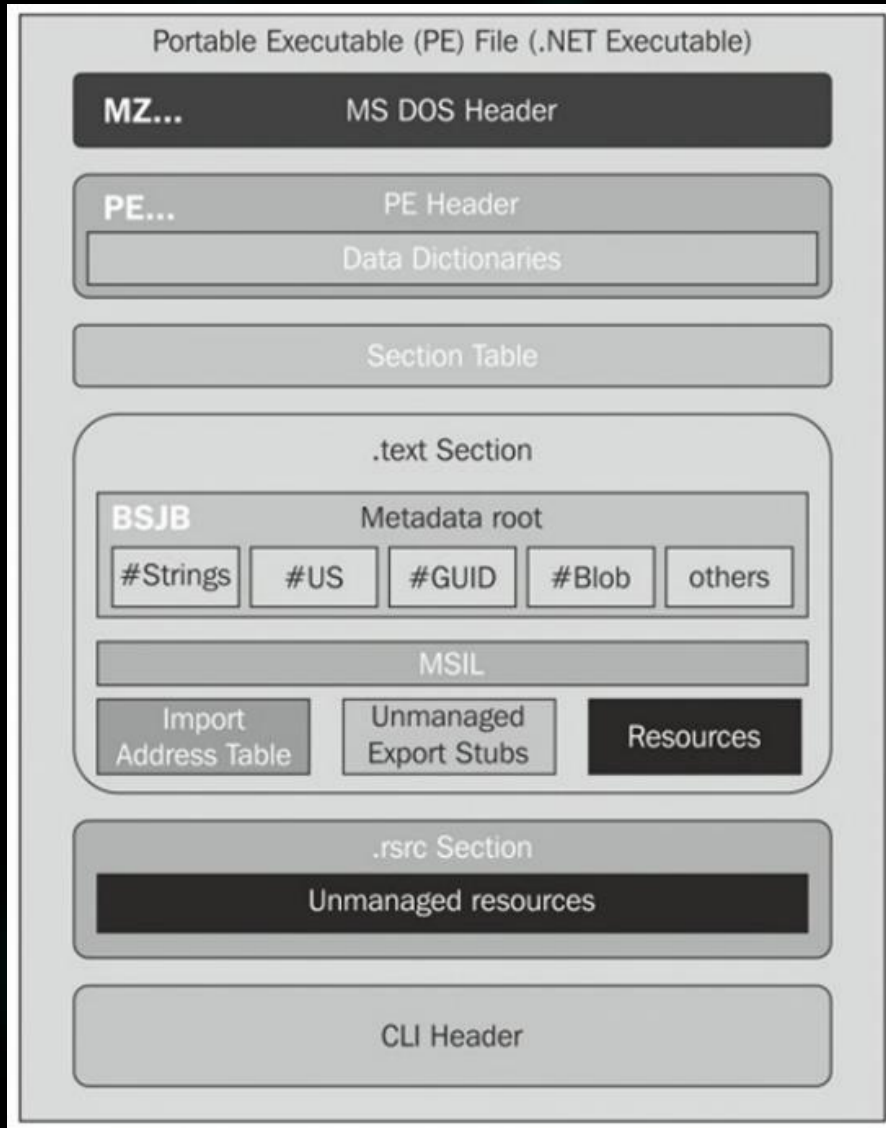 Portable Executable (PE) File (.NET Executable)
MZ... MS DOS Header
PE... PE Header
Data Dictionaries
Section Table
.text Section
BSJB Metadata root
#Strings #US #GUID #Blob others
MSIL
Import
Address Table
Unmanaged
Export Stubs
Resources
.rsrc Section
Unmanaged resources
CLI Header